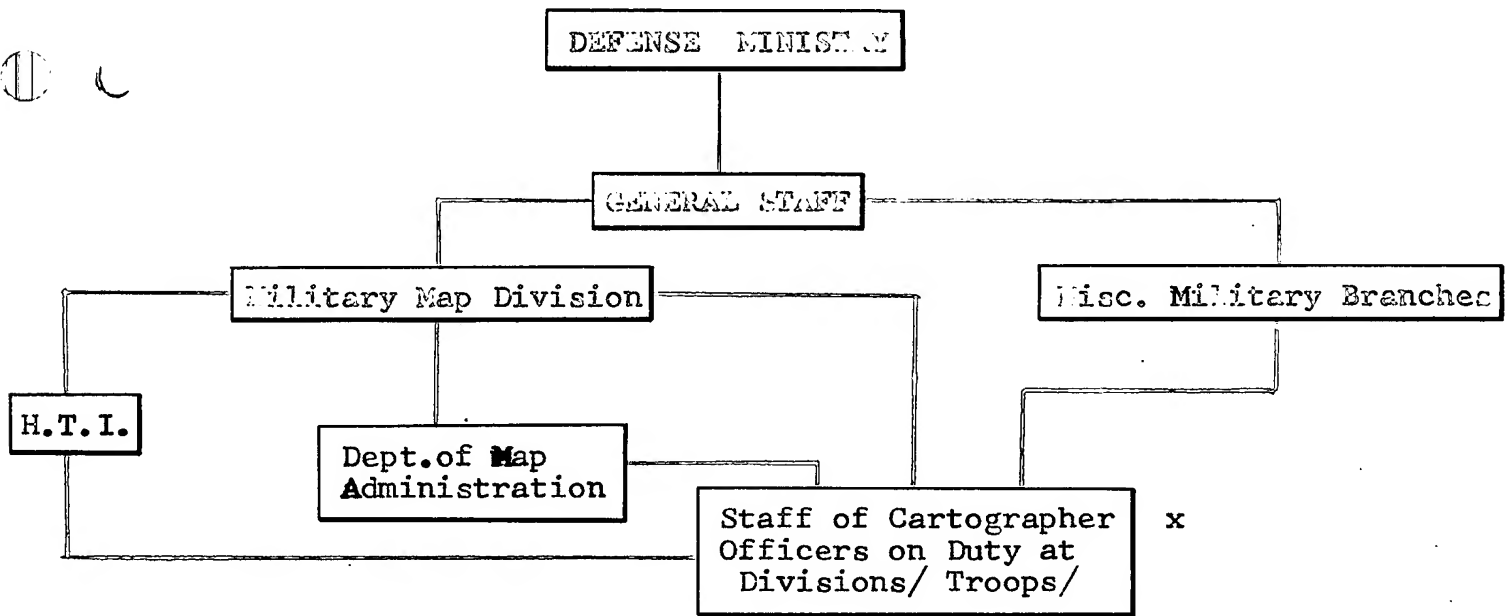 DEFENSE MINISTRY
GENERAL STAFF
Military Map Division
Misc. Military Branches
H.T.I.
Dept.of Map
Administration
Staff of Cartographer x
Officers on Duty at
Divisions/ Troops/